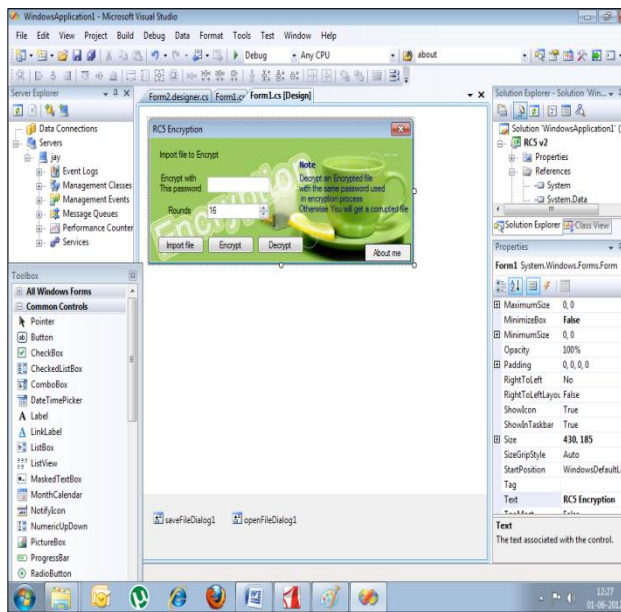 WindowsApplication1 - Microsoft Visual Studio
File Edit View Project Build Debug Data Format Tools Test Window Help
Debug Any CPU about
Server Explorer
Data Connections
Servers
jay
Event Logs
Management Classes
Management Events
Message Queues
Performance Counter
Services
Toolbox
All Windows Forms
Common Controls
Pointer
Button
CheckBox
CheckedListBox
ComboBox
DateTimePicker
Label
LinkLabel
ListBox
ListView
MaskedTextBox
MonthCalendar
NotifyIcon
NumericUpDown
PictureBox
ProgressBar
RadioButton
Form2.designer.cs Form1.cs Form1.cs [Design]
RC5 Encryption
Import file to Encrypt
Encrypt with
This password
Rounds 16
Encryption
Note
Decrypt an Encrypted file
with the same password used
in encryption process
Otherwise You will get a corrupted file
Import file Encrypt Decrypt About me
saveFileDialog1 openFileDialog1
Solution Explorer - Solution 'Win...
Solution 'WindowsApplication1' (
RC5 v2
Properties
References
System
System.Data
Solution Explorer Class View
Properties
Form1 System.Windows.Forms.Form
MaximumSize 0, 0
MinimizeBox False
MinimumSize 0, 0
Opacity 100%
Padding 0, 0, 0, 0
RightToLeft No
RightToLeftLayou False
ShowIcon True
ShowInTaskbar True
Size 430, 185
SizeGripStyle Auto
StartPosition WindowsDefaultL
Tag
Text RC5 Encryption
Text
The text associated with the control.
12:27